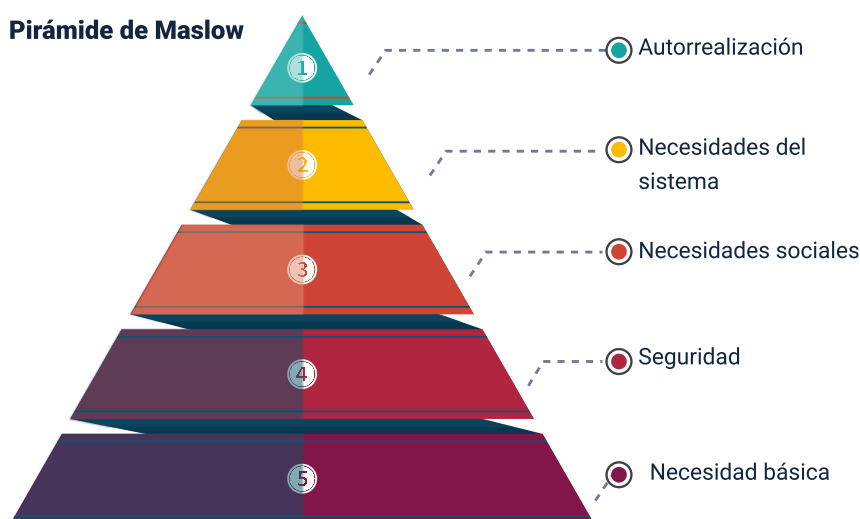 Pirámide de Maslow
1
Autorrealización
2
Necesidades del
sistema
3
Necesidades sociales
4
Seguridad
5
Necesidad básica